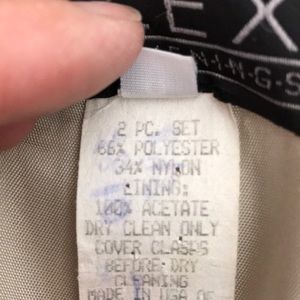 EX
E·N·I·N·G·S
2 PC. SET
66% POLYESTER
34% NYLON
LINING:
100% ACETATE
DRY CLEAN ONLY
COVER CLASPS
BEFORE DRY
CLEANING
MADE IN USA OF